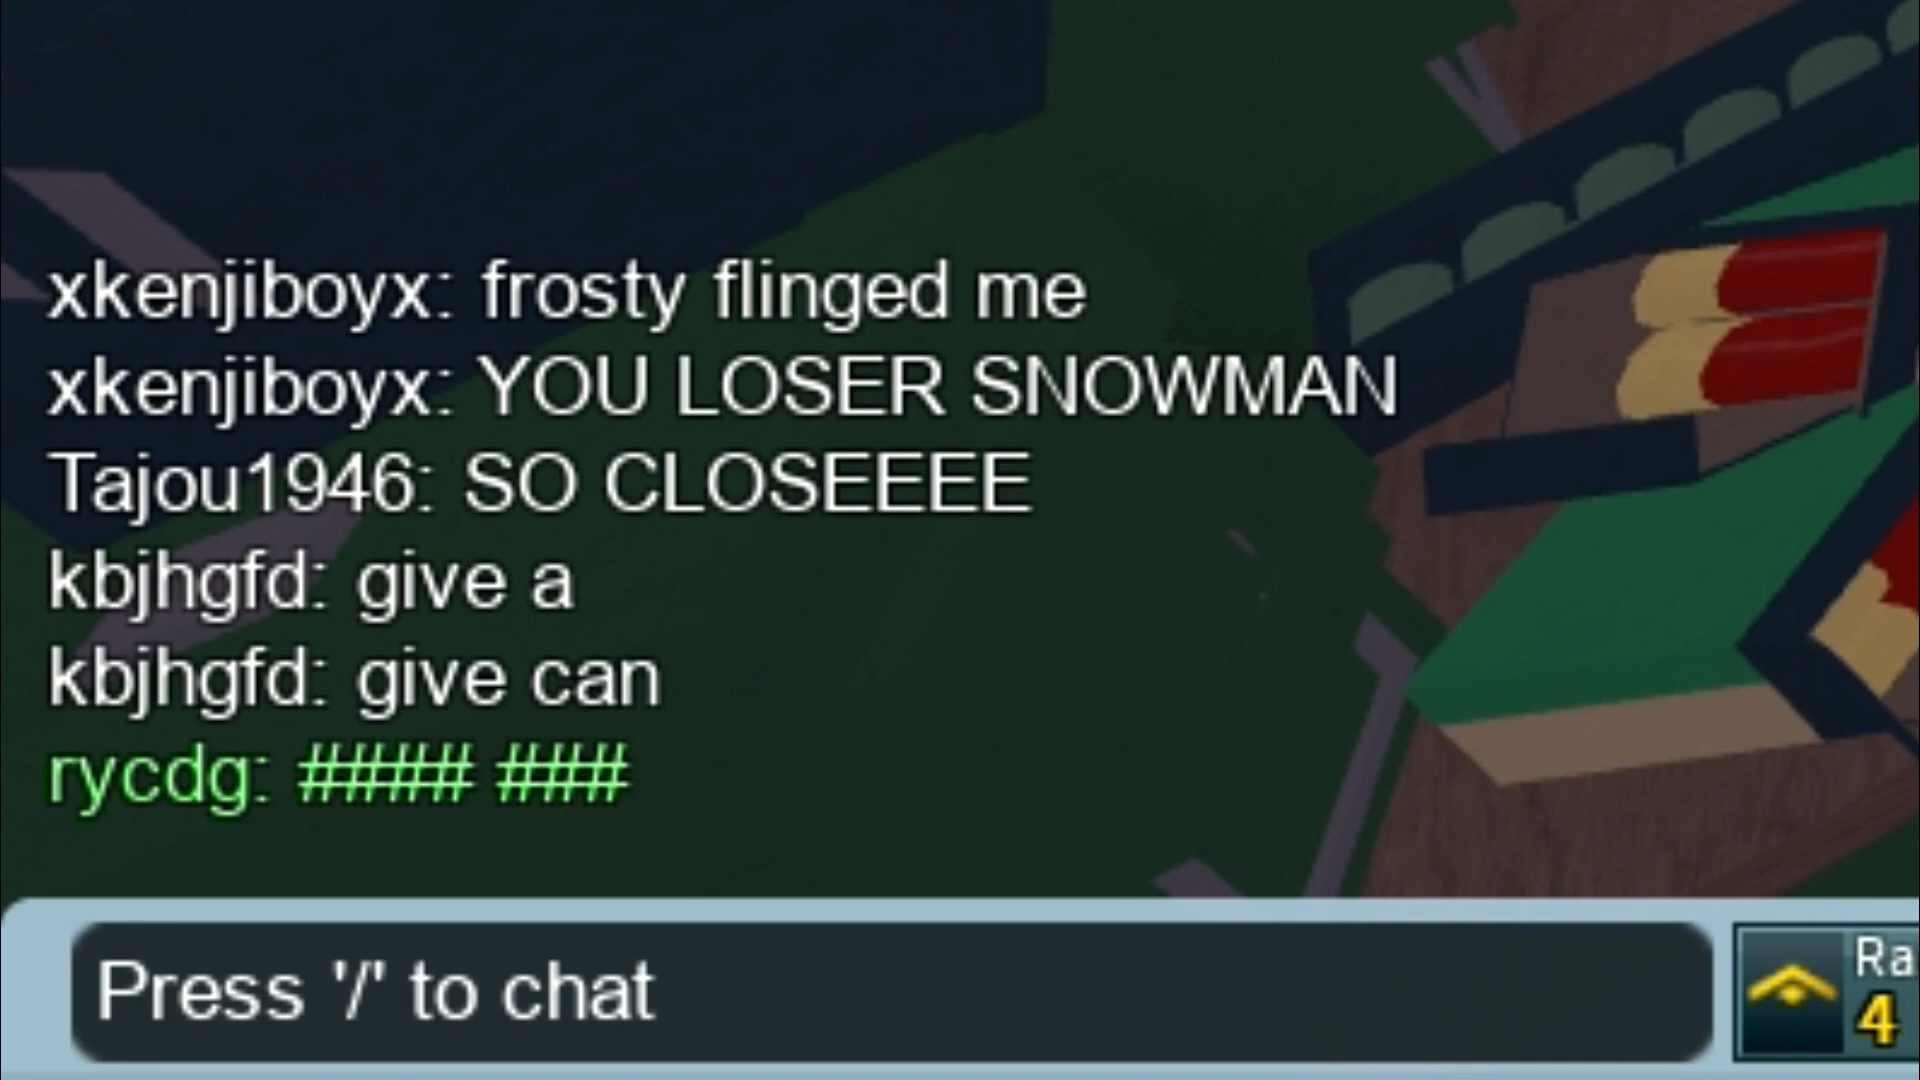 xkenjiboyx: frosty flinged me
xkenjiboyx: YOU LOSER SNOWMAN
Tajou1946: SO CLOSEEEE
kbjhgfd: give a
kbjhgfd: give can
rycdg: #### ###
Press '/' to chat
Ra
4